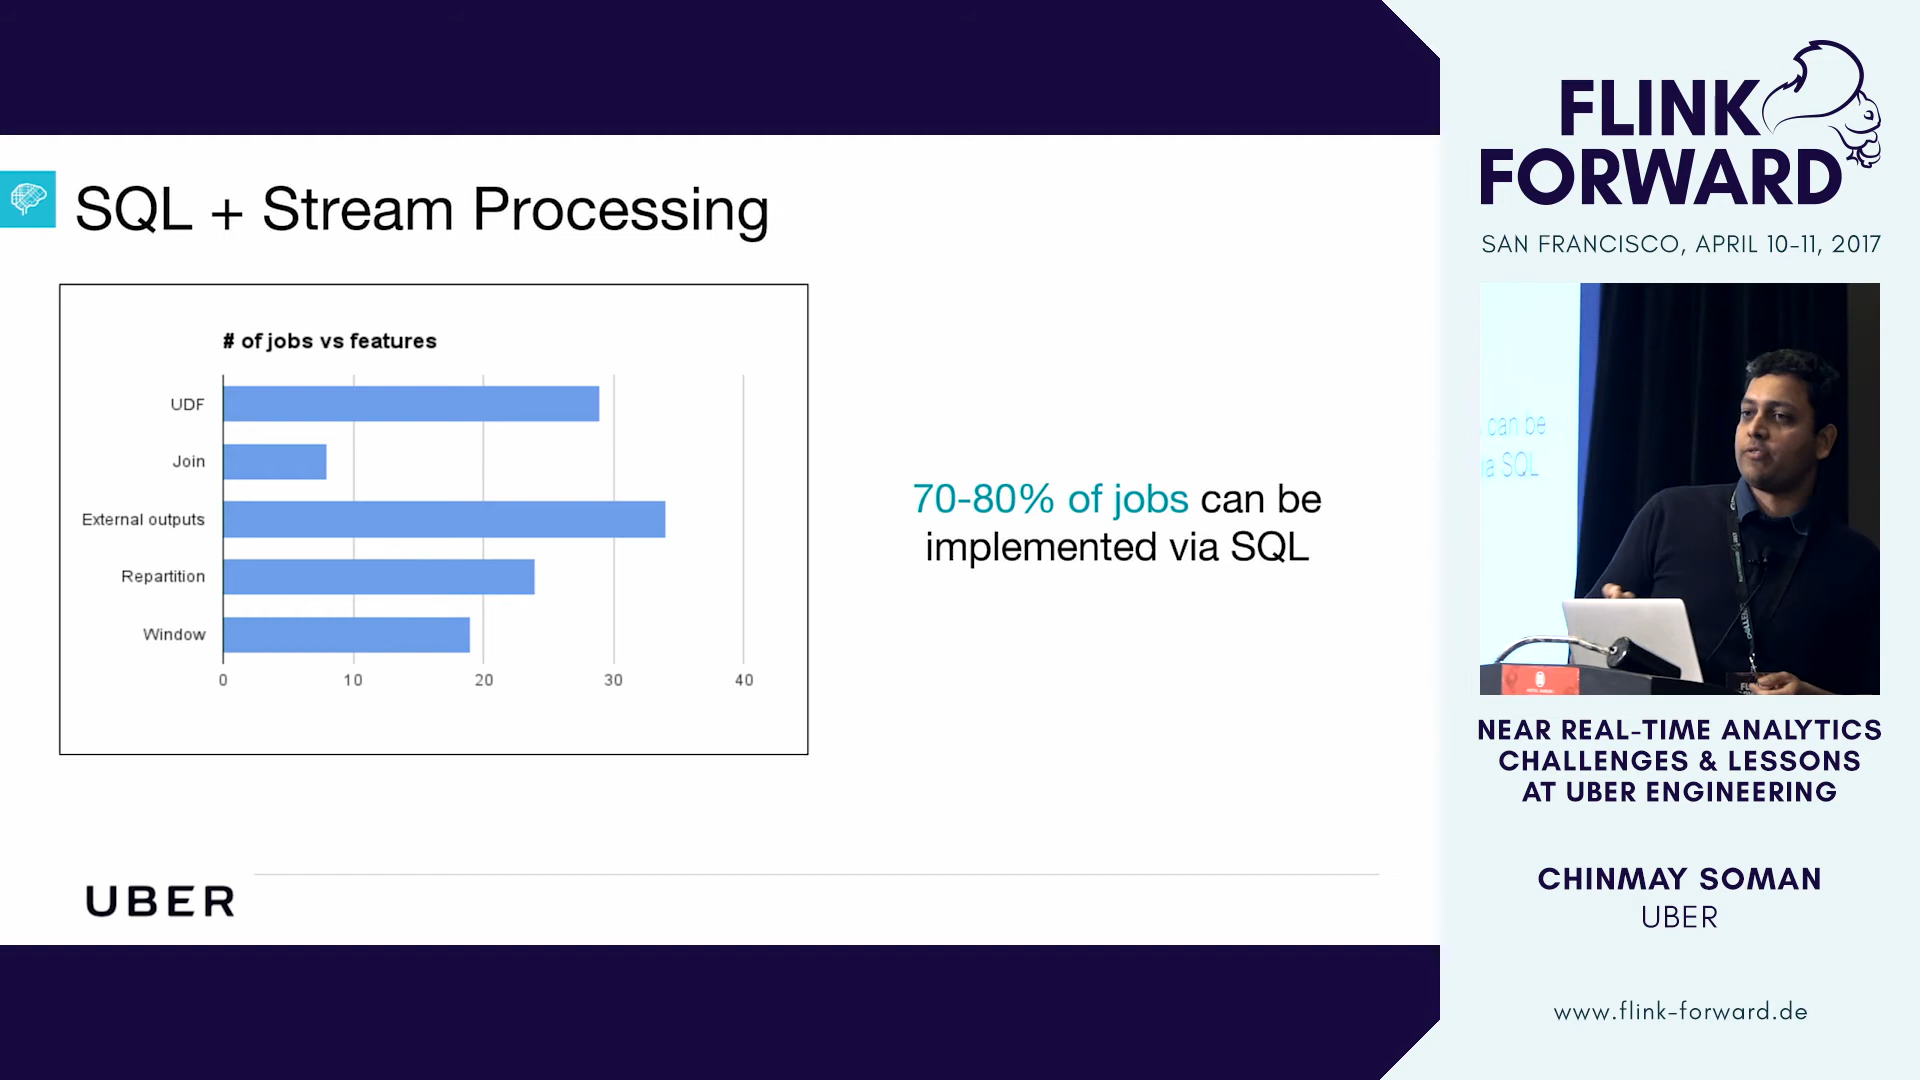 SQL + Stream Processing
# of jobs vs features
UDF
Join
External outputs
Repartition
Window
0 10 20 30 40
70-80% of jobs can be
implemented via SQL
UBER
FLINK
FORWARD
SAN FRANCISCO, APRIL 10-11, 2017
can be
ia SQL
NEAR REAL-TIME ANALYTICS
CHALLENGES & LESSONS
AT UBER ENGINEERING
CHINMAY SOMAN
UBER
www.flink-forward.de